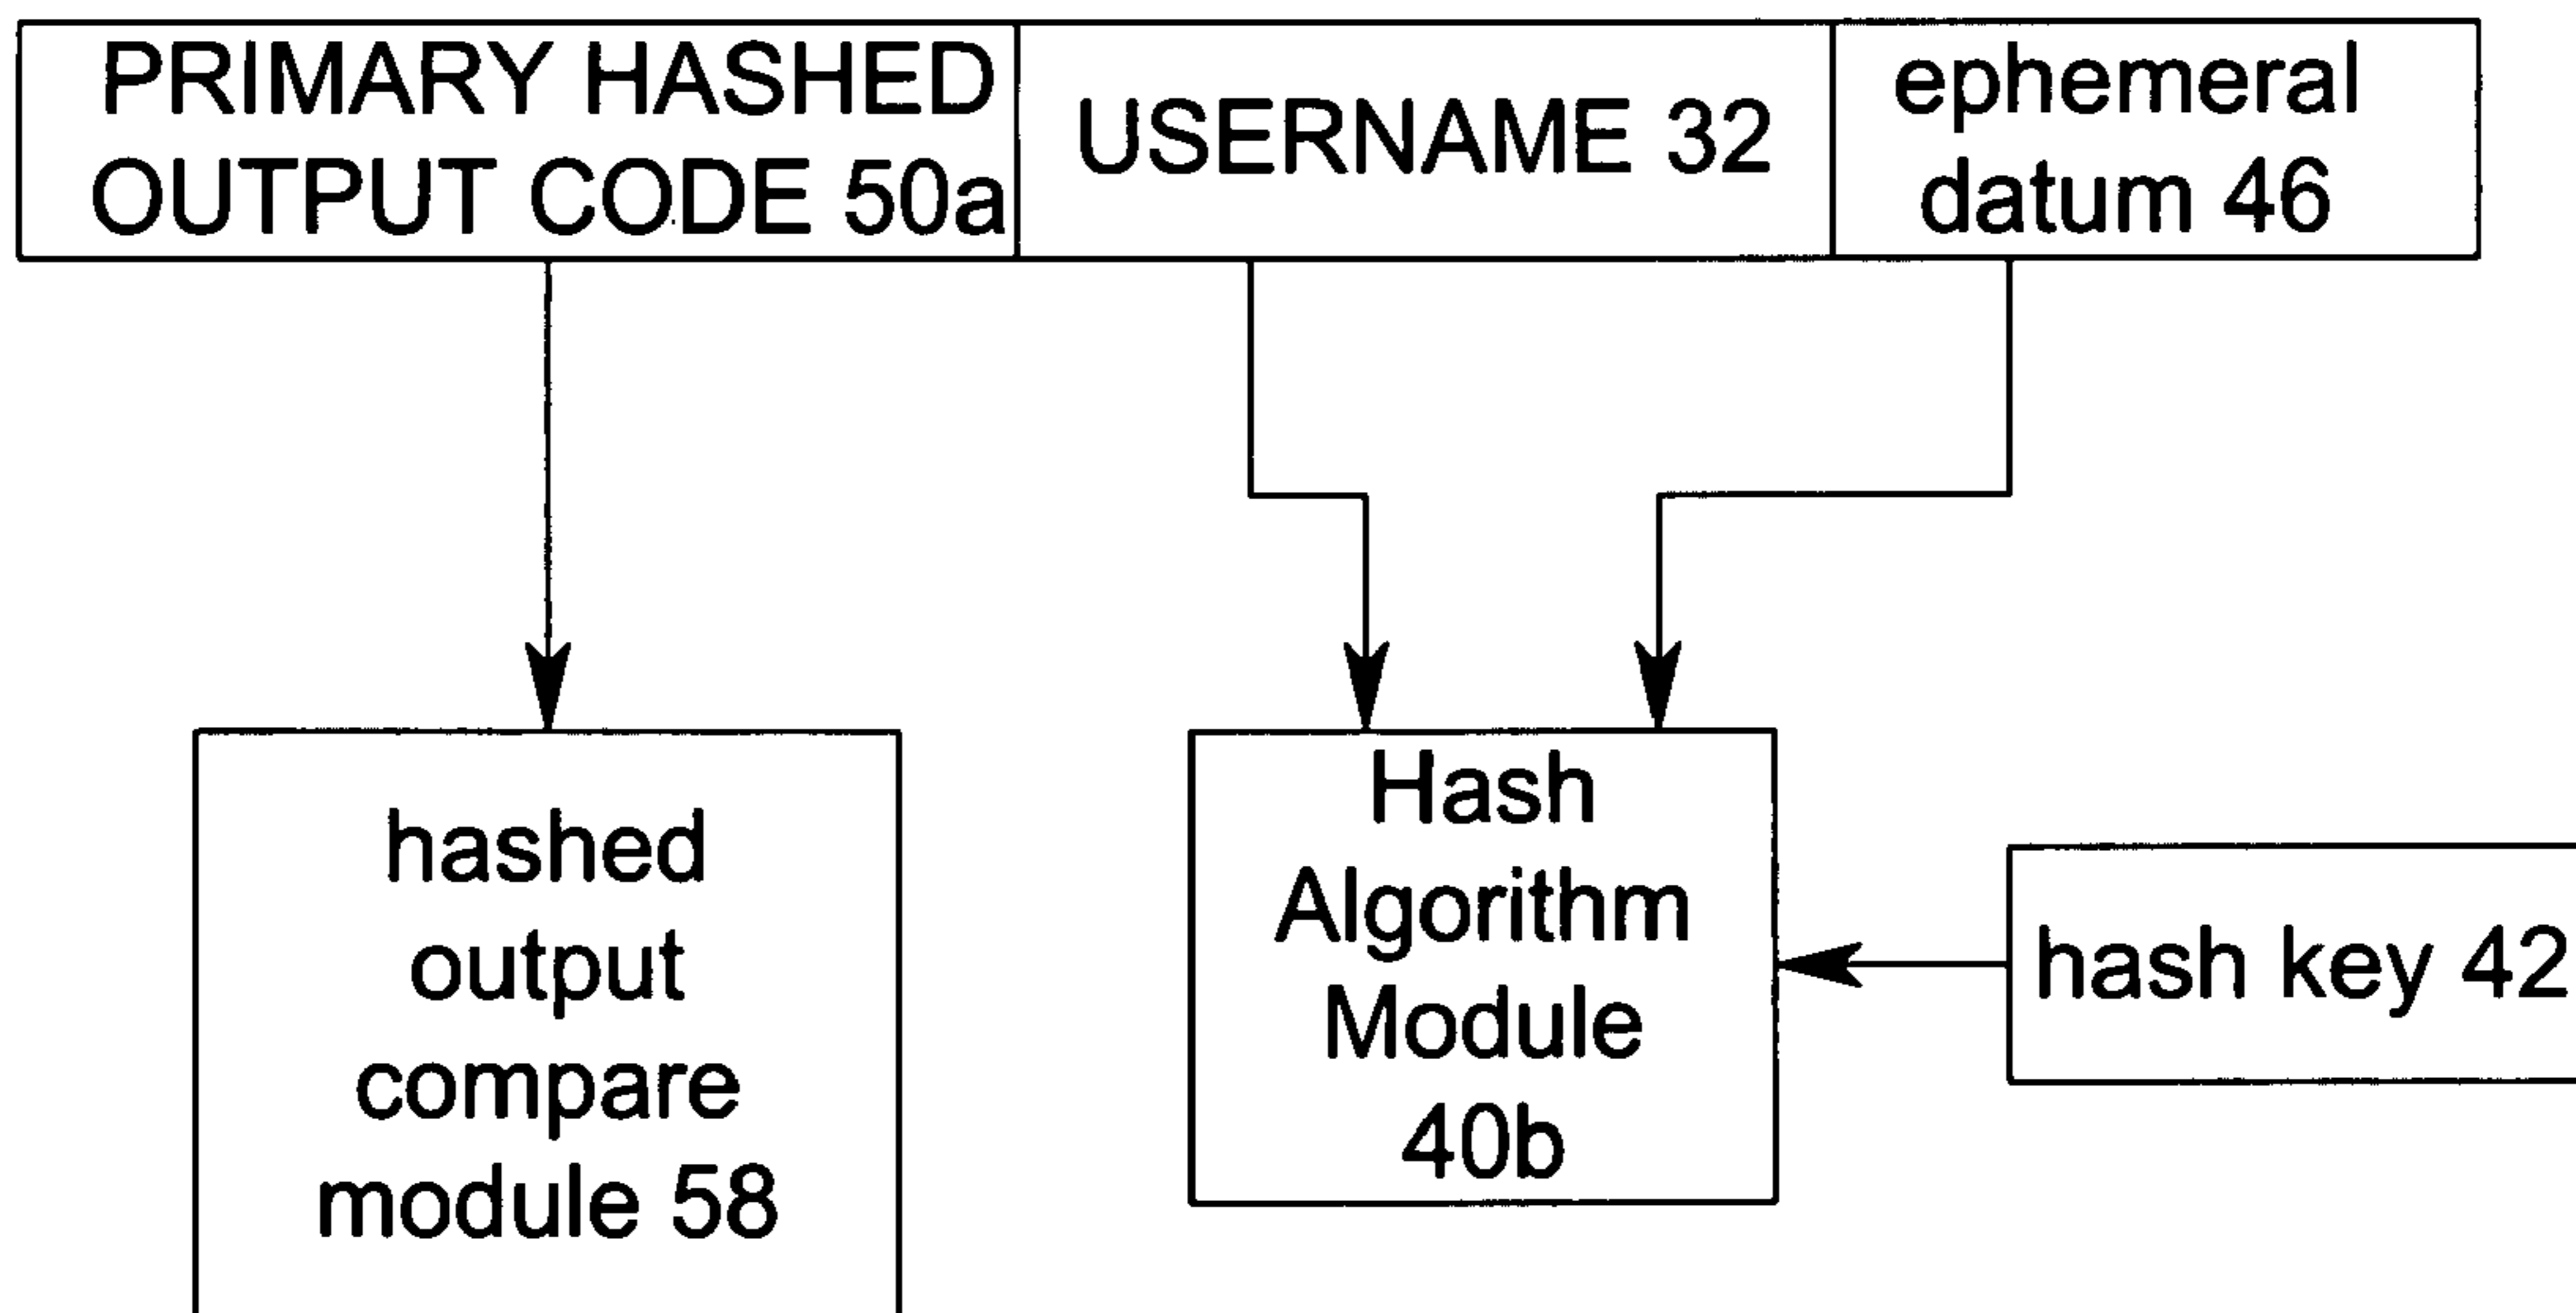 PRIMARY HASHED
OUTPUT CODE 50a
USERNAME 32
ephemeral
datum 46
hashed
output
compare
module 58
Hash
Algorithm
Module
40b
hash key 42